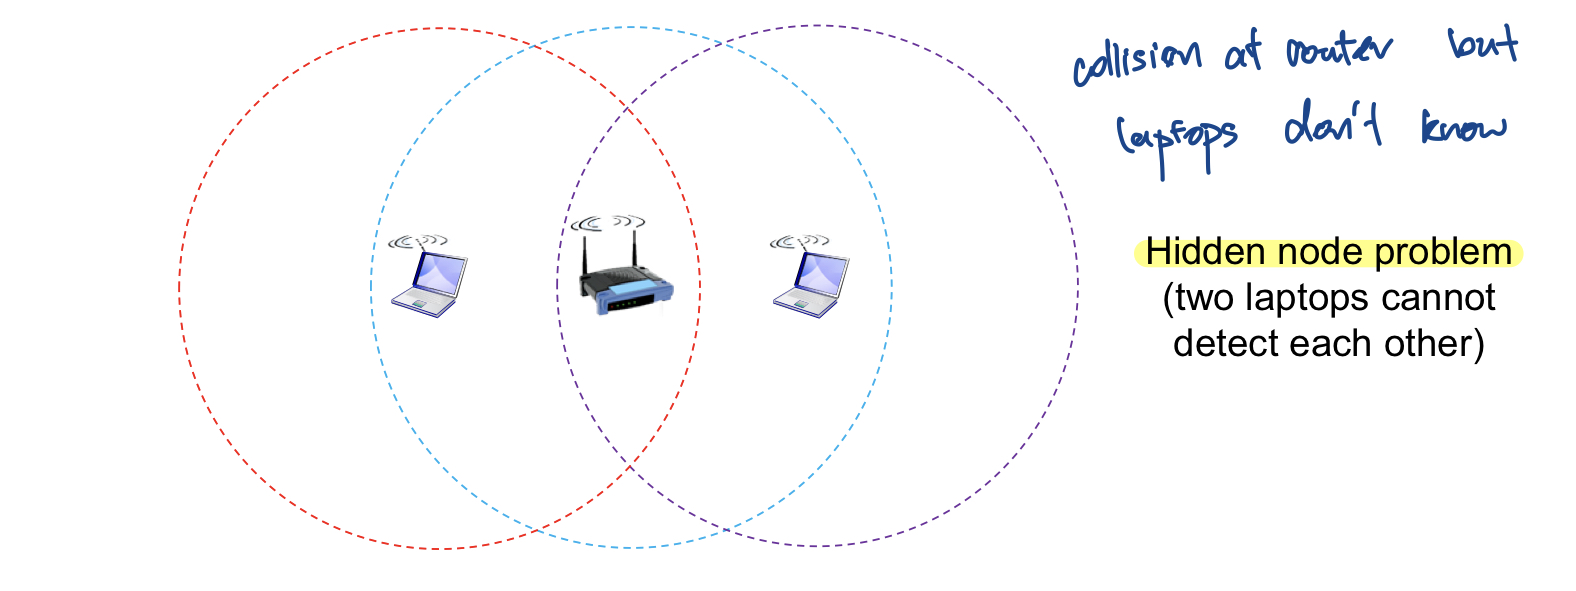 collision at router but
laptops don't know
Hidden node problem
(two laptops cannot
detect each other)